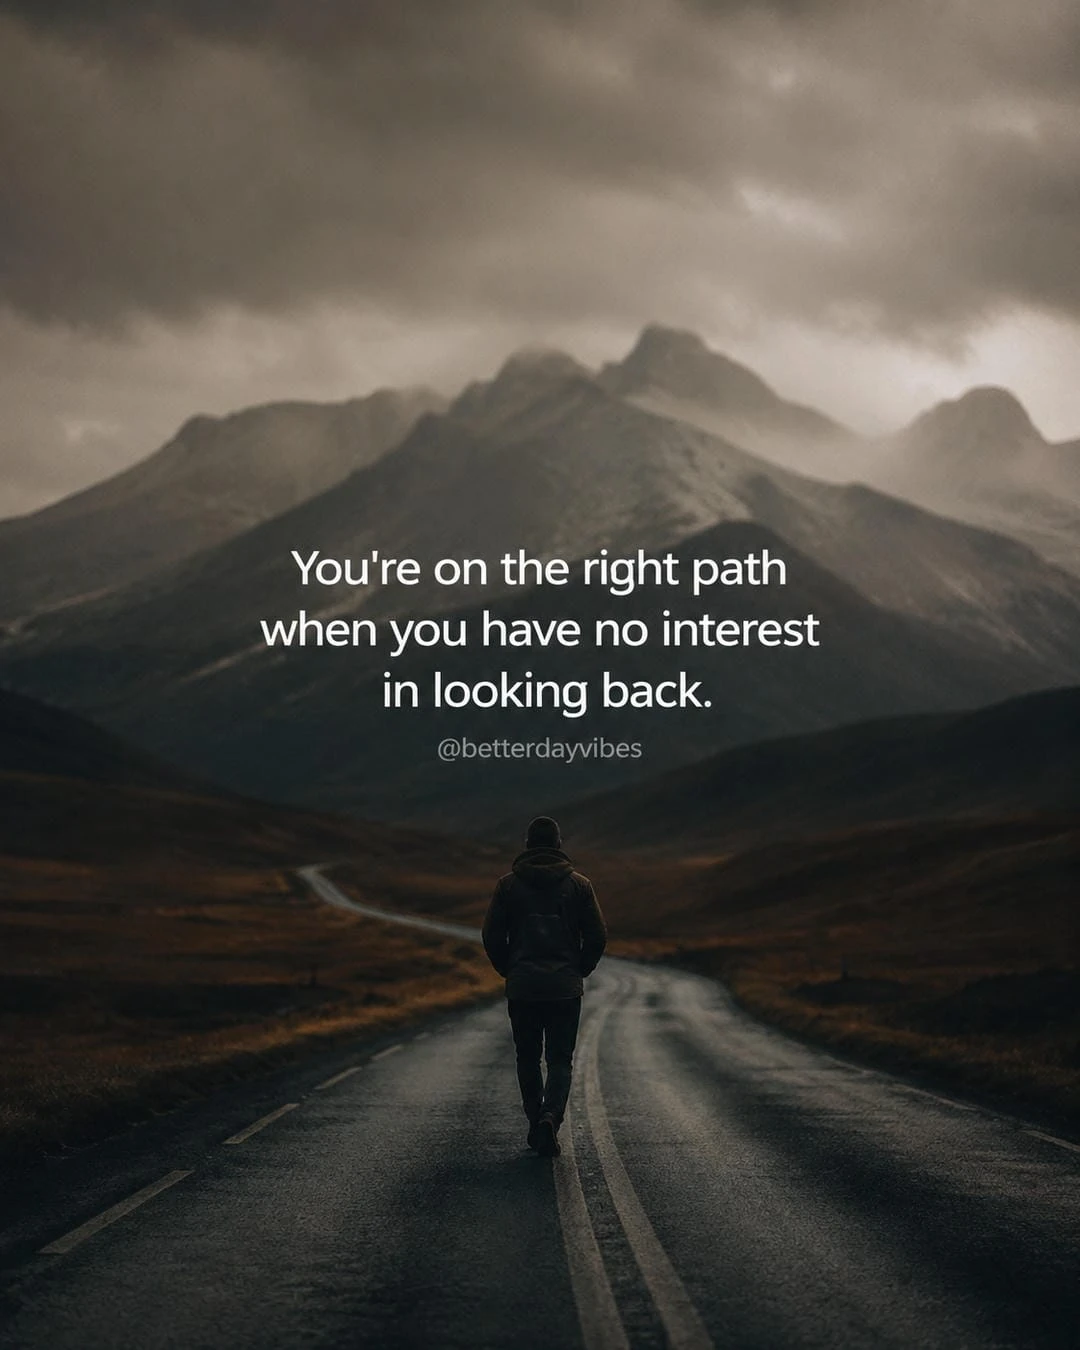 You're on the right path
when you have no interest
in looking back.
@betterdayvibes